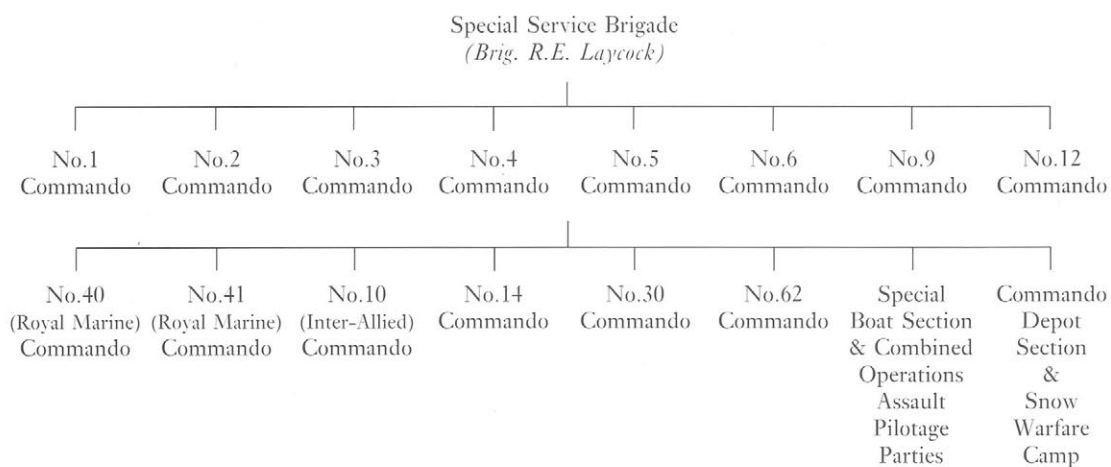 Special Service Brigade
(Brig. R.E. Laycock)
No.1
Commando
No.2
Commando
No.3
Commando
No.4
Commando
No.5
Commando
No.6
Commando
No.9
Commando
No.12
Commando
No.40
(Royal Marine)
Commando
No.41
(Royal Marine)
Commando
No.10
(Inter-Allied)
Commando
No.14
Commando
No.30
Commando
No.62
Commando
Special
Boat Section
& Combined
Operations
Assault
Pilotage
Parties
Commando
Depot
Section
&
Snow
Warfare
Camp